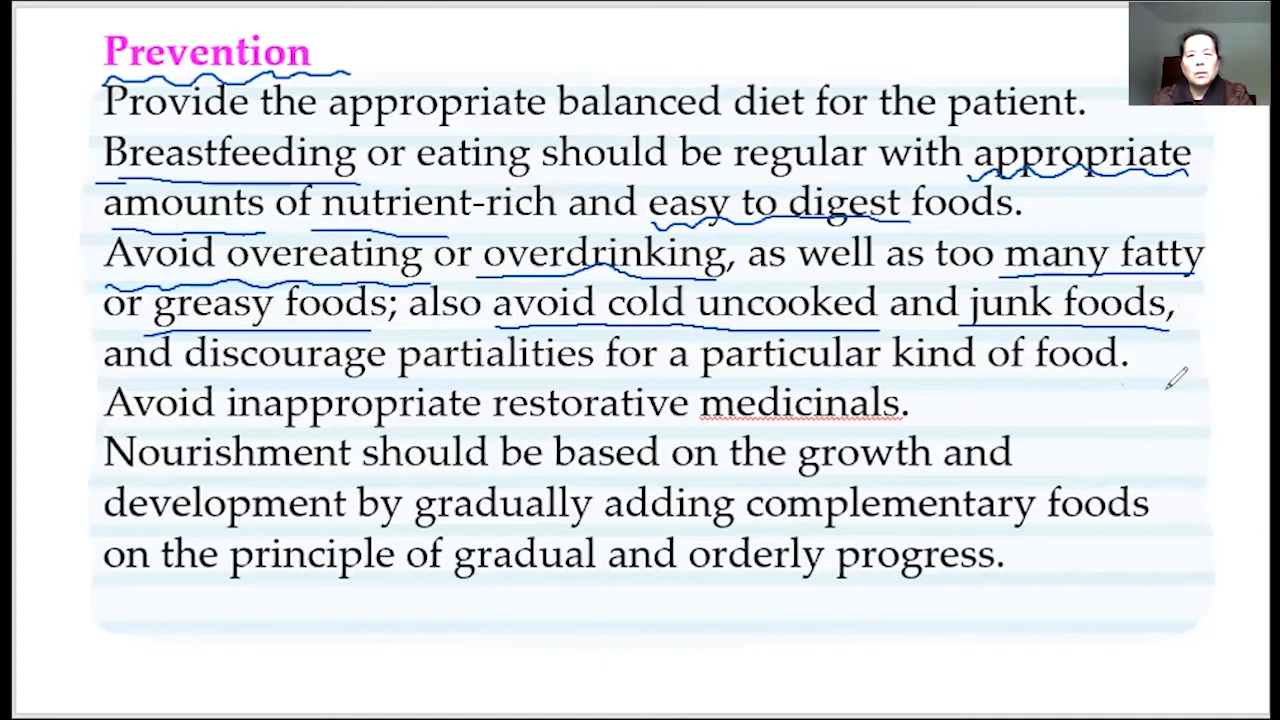 Prevention
Provide the appropriate balanced diet for the patient.
Breastfeeding or eating should be regular with appropriate
amounts of nutrient-rich and easy to digest foods.
Avoid overeating or overdrinking, as well as too many fatty
or greasy foods; also avoid cold uncooked and junk foods,
and discourage partialities for a particular kind of food.
Avoid inappropriate restorative medicinals.
Nourishment should be based on the growth and
development by gradually adding complementary foods
on the principle of gradual and orderly progress.